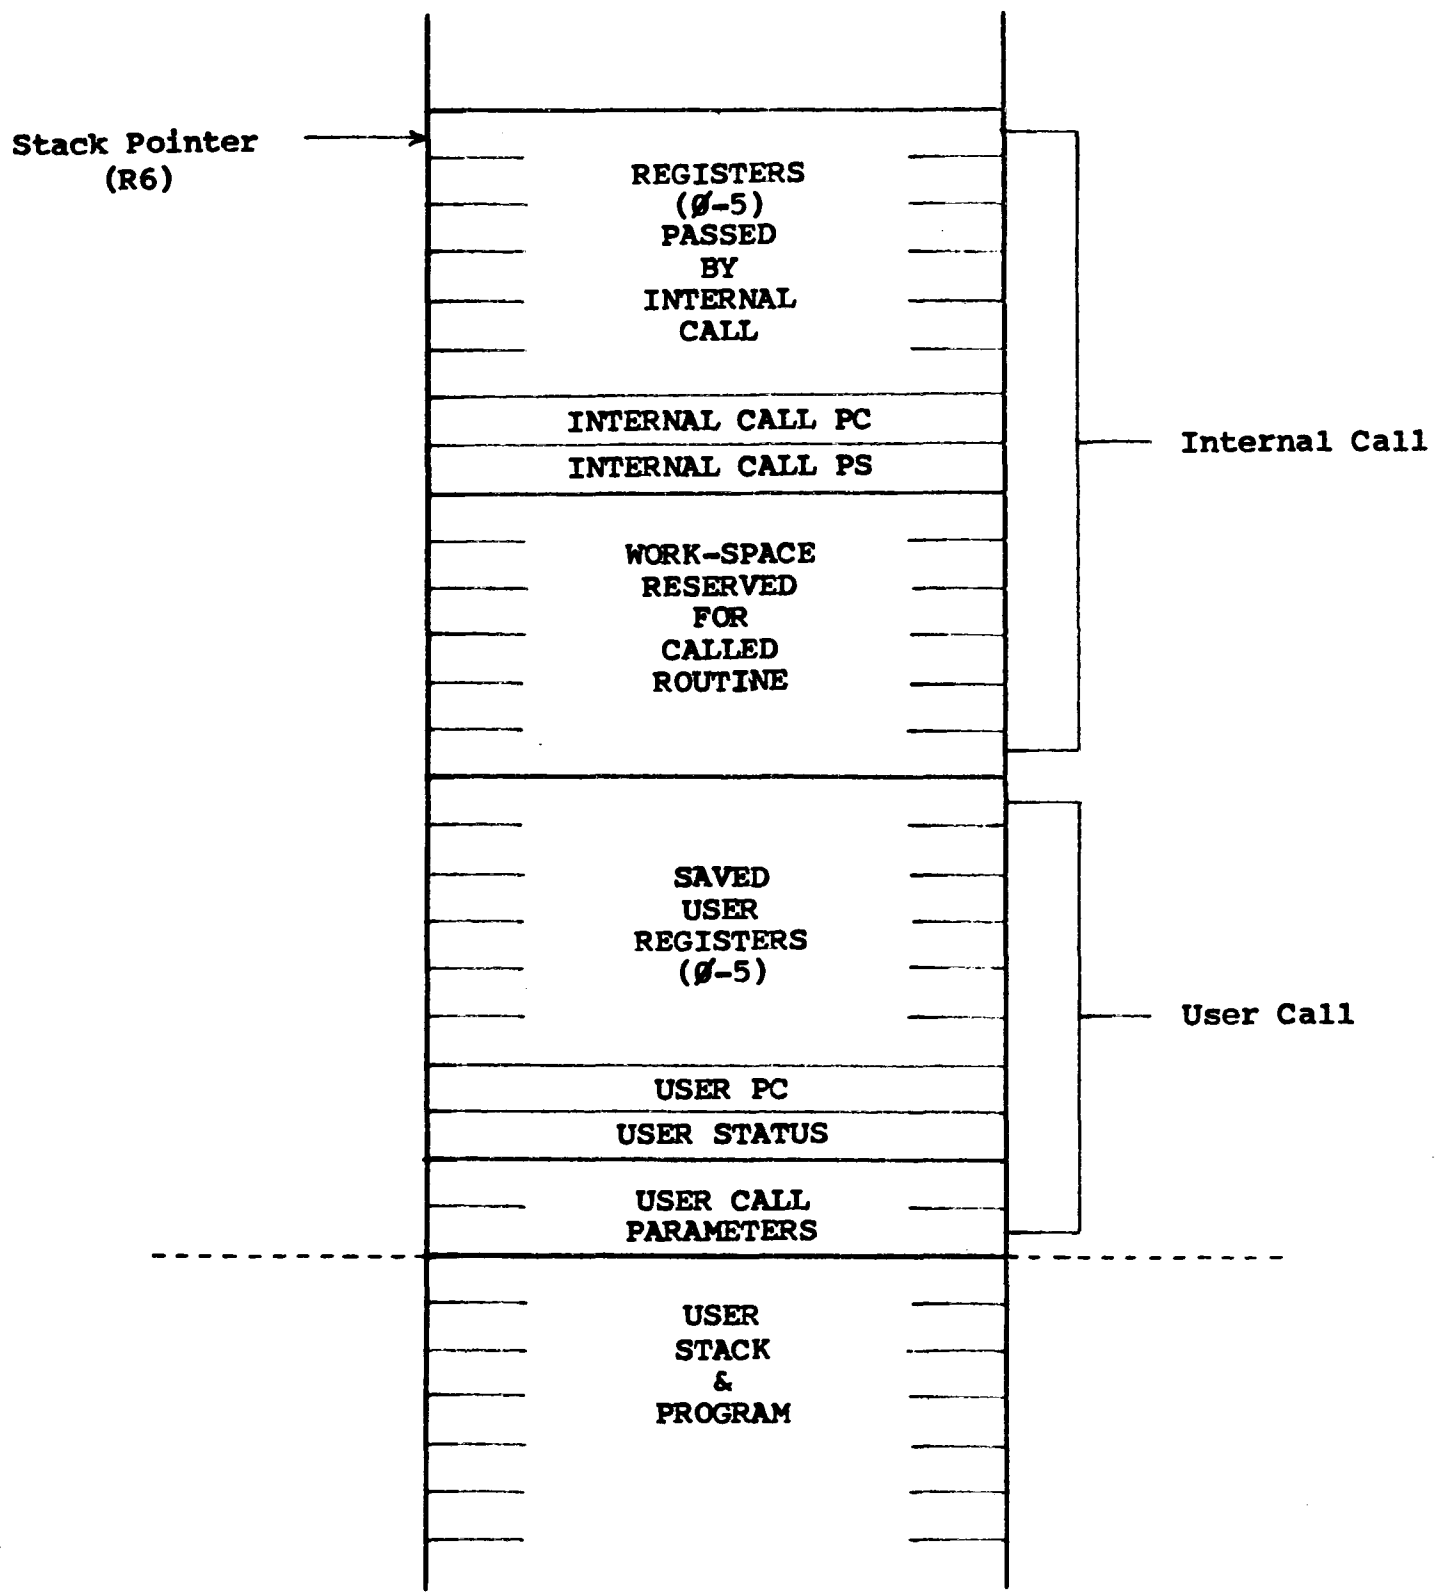 Stack Pointer
(R6)
REGISTERS
(Ø-5)
PASSED
BY
INTERNAL
CALL
INTERNAL CALL PC
INTERNAL CALL PS
Internal Call
WORK-SPACE
RESERVED
FOR
CALLED
ROUTINE
SAVED
USER
REGISTERS
(Ø-5)
User Call
USER PC
USER STATUS
USER CALL
PARAMETERS
USER
STACK
&
PROGRAM